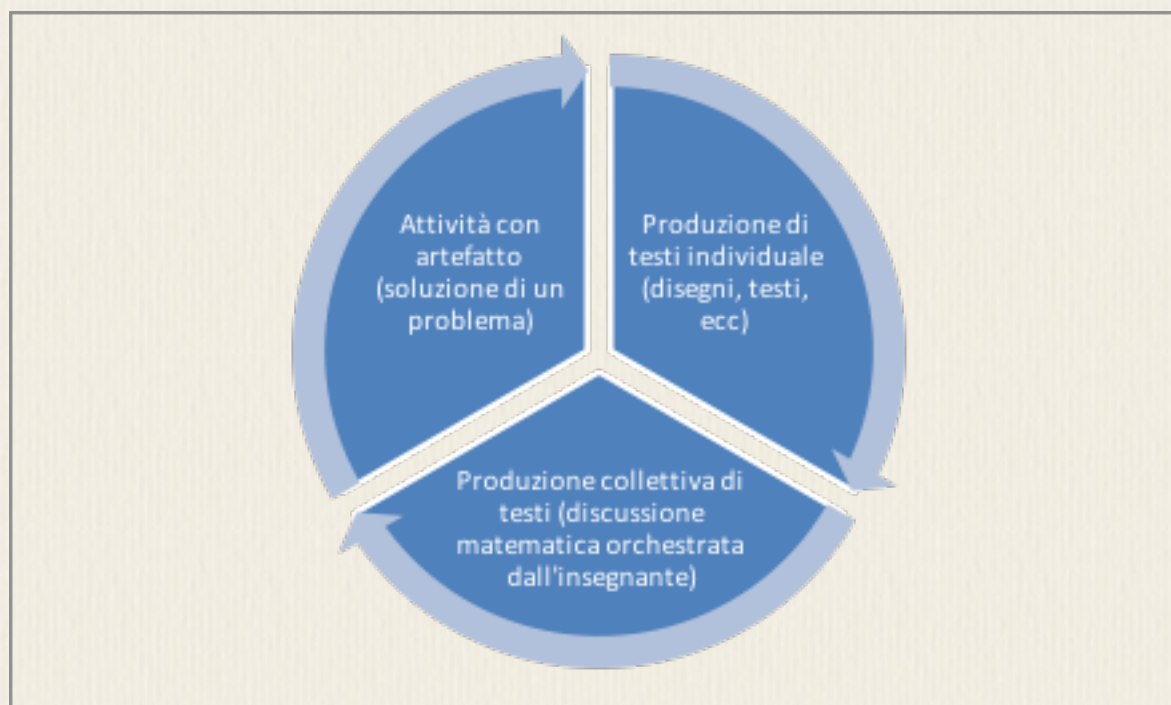 Attività con
artefatto
(soluzione di un
problema)
Produzione di
testi individuale
(disegni, testi,
ecc)
Produzione collettiva di
testi (discussione
matematica orchestrata
dall'insegnante)